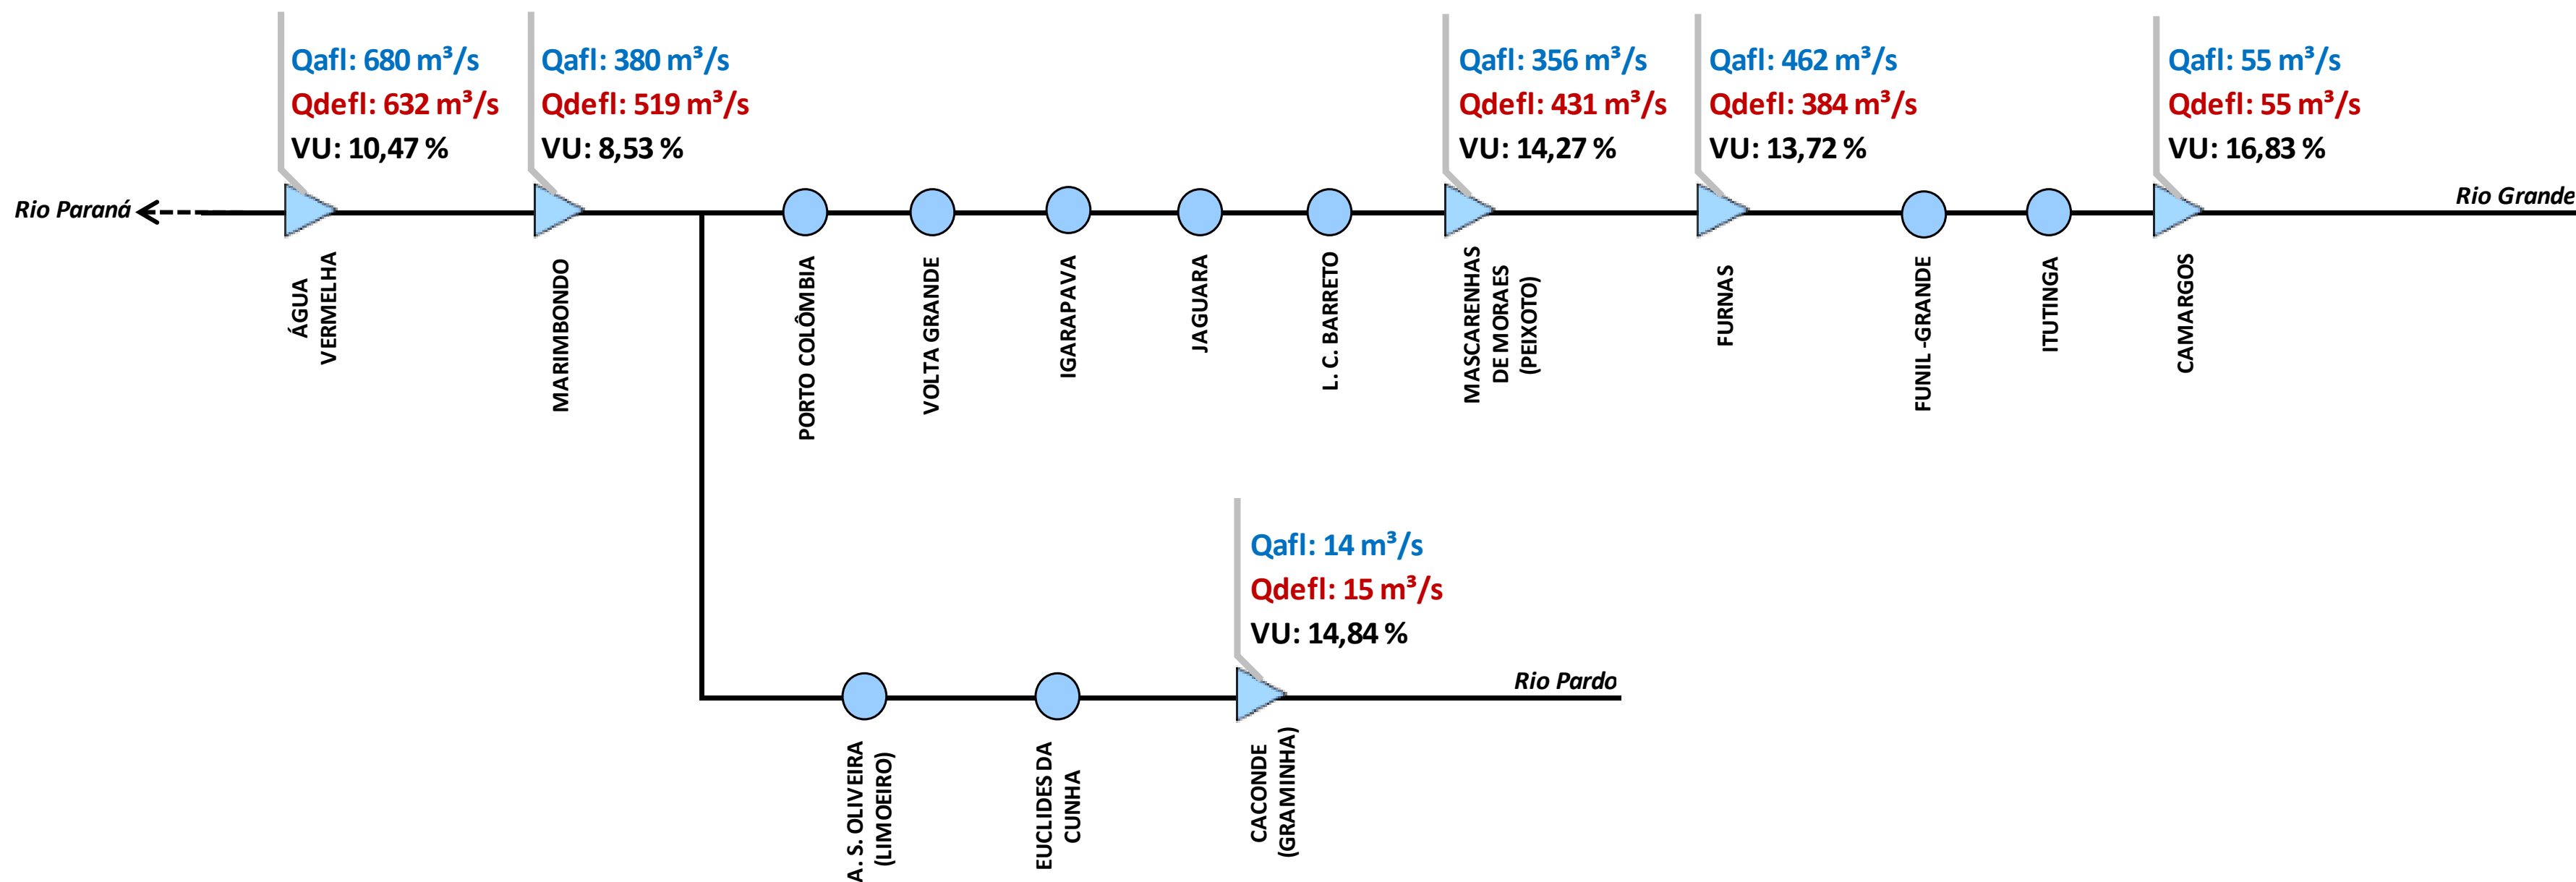 Qafl: 680 m³/s
Qdefl: 632 m³/s
VU: 10,47 %
Qafl: 380 m³/s
Qdefl: 519 m³/s
VU: 8,53 %
Qafl: 356 m³/s
Qdefl: 431 m³/s
VU: 14,27 %
Qafl: 462 m³/s
Qdefl: 384 m³/s
VU: 13,72 %
Qafl: 55 m³/s
Qdefl: 55 m³/s
VU: 16,83 %
Rio Paraná
Rio Grande
ÁGUA
VERMELHA
MARIMBONDO
PORTO COLÔMBIA
VOLTA GRANDE
IGARAPAVA
JAGUARA
L. C. BARRETO
MASCARENHAS
DE MORAES
(PEIXOTO)
FURNAS
FUNIL -GRANDE
ITUTINGA
CAMARGOS
Qafl: 14 m³/s
Qdefl: 15 m³/s
VU: 14,84 %
Rio Pardo
A. S. OLIVEIRA
(LIMOEIRO)
EUCLIDES DA
CUNHA
CACONDE
(GRAMINHA)